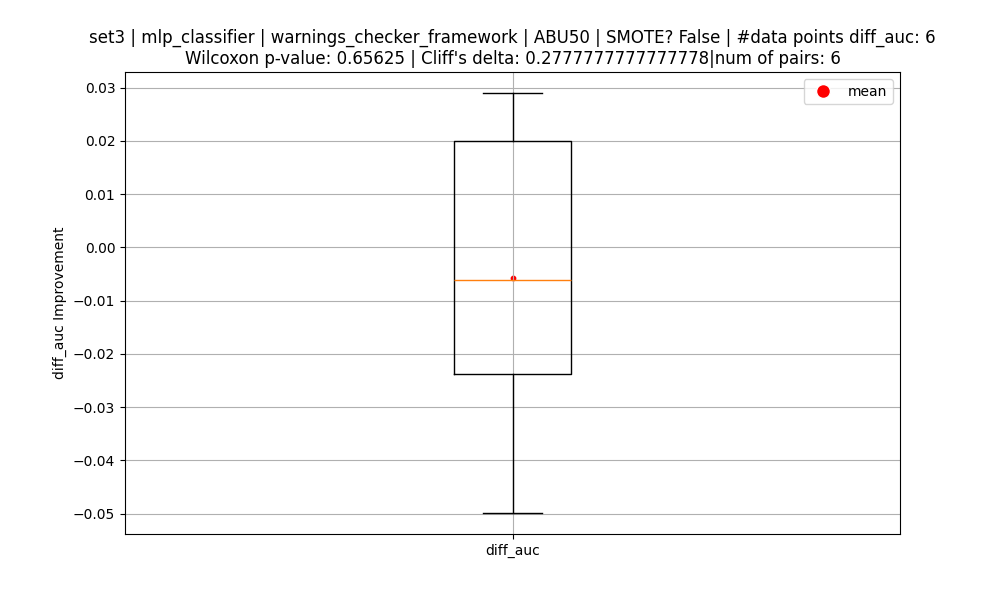 set3 | mlp_classifier | warnings_checker_framework | ABU50 | SMOTE? False | #data points diff_auc: 6
Wilcoxon p-value: 0.65625 | Cliff's delta: 0.2777777777777778|num of pairs: 6
mean
0.03
0.02
0.01
0.00
−0.01
−0.02
−0.03
−0.04
−0.05
diff_auc Improvement
diff_auc